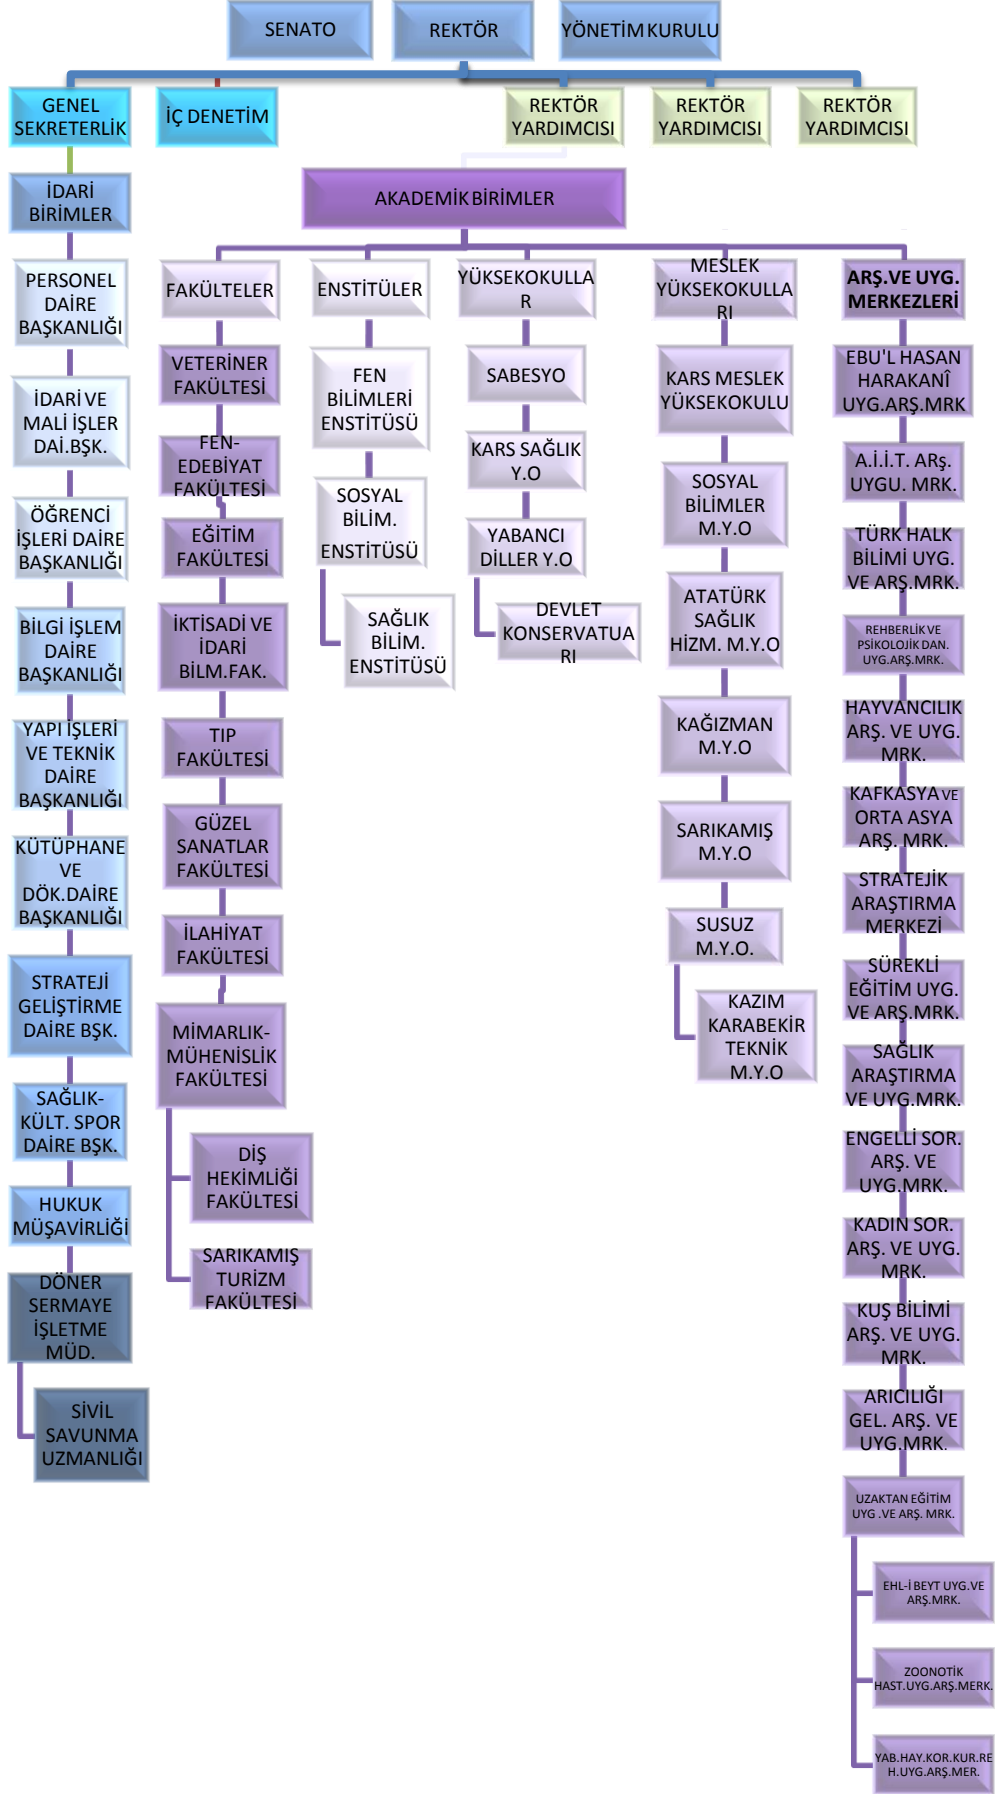 SENATO
REKTÖR
YÖNETİM KURULU
GENEL
SEKRETERLİK
İÇ DENETİM
REKTÖR
YARDIMCISI
REKTÖR
YARDIMCISI
REKTÖR
YARDIMCISI
İDARİ
BİRİMLER
AKADEMİK BİRİMLER
PERSONEL
DAİRE
BAŞKANLIĞI
İDARİ VE
MALİ İŞLER
DAİ.BŞK.
ÖĞRENCİ
İŞLERİ DAİRE
BAŞKANLIĞI
BİLGİ İŞLEM
DAİRE
BAŞKANLIĞI
YAPI İŞLERİ
VE TEKNİK
DAİRE
BAŞKANLIĞI
KÜTÜPHANE
VE
DÖK.DAİRE
BAŞKANLIĞI
STRATEJİ
GELİŞTİRME
DAİRE BŞK.
SAĞLIK-
KÜLT. SPOR
DAİRE BŞK.
HUKUK
MÜŞAVİRLİĞİ
DÖNER
SERMAYE
İŞLETME
MÜD.
SİVİL
SAVUNMA
UZMANLIĞI
FAKÜLTELER
VETERİNER
FAKÜLTESİ
FEN-
EDEBİYAT
FAKÜLTESİ
EĞİTİM
FAKÜLTESİ
İKTİSADİ VE
İDARİ
BİLM.FAK.
TIP
FAKÜLTESİ
GÜZEL
SANATLAR
FAKÜLTESİ
İLAHİYAT
FAKÜLTESİ
MİMARLIK-
MÜHENİSLİK
FAKÜLTESİ
DİŞ
HEKİMLİĞİ
FAKÜLTESİ
SARIKAMIŞ
TURİZM
FAKÜLTESİ
ENSTİTÜLER
FEN
BİLİMLERİ
ENSTİTÜSÜ
SOSYAL
BİLİM.
ENSTİTÜSÜ
SAĞLIK
BİLİM.
ENSTİTÜSÜ
YÜKSEKOKULLA
R
SABESYO
KARS SAĞLIK
Y.O
YABANCI
DİLLER Y.O
DEVLET
KONSERVATUA
RI
MESLEK
YÜKSEKOKULLA
RI
KARS MESLEK
YÜKSEKOKULU
SOSYAL
BİLİMLER
M.Y.O
ATATÜRK
SAĞLIK
HİZM. M.Y.O
KAĞIZMAN
M.Y.O
SARIKAMIŞ
M.Y.O
SUSUZ
M.Y.O.
KAZIM
KARABEKİR
TEKNİK
M.Y.O
ARŞ.VE UYG.
MERKEZLERİ
EBU'L HASAN
HARAKANÎ
UYG.ARŞ.MRK
A.İ.İ.T. ARş.
UYGU. MRK.
TÜRK HALK
BİLİMİ UYG.
VE ARŞ.MRK.
REHBERLİK VE
PSİKOLOJİK DAN.
UYG.ARŞ.MRK.
HAYVANCILIK
ARŞ. VE UYG.
MRK.
KAFKASYA VE
ORTA ASYA
ARŞ. MRK.
STRATEJİK
ARAŞTIRMA
MERKEZİ
SÜREKLİ
EĞİTİM UYG.
VE ARŞ.MRK.
SAĞLIK
ARAŞTIRMA
VE UYG.MRK.
ENGELLİ SOR.
ARŞ. VE
UYG.MRK.
KADIN SOR.
ARŞ. VE UYG.
MRK.
KUŞ BİLİMİ
ARŞ. VE UYG.
MRK.
ARICILIĞI
GEL. ARŞ. VE
UYG.MRK.
UZAKTAN EĞİTİM
UYG .VE ARŞ. MRK.
EHL-İ BEYT UYG.VE
ARŞ.MRK.
ZOONOTİK
HAST.UYG.ARŞ.MERK.
YAB.HAY.KOR.KUR.RE
H.UYG.ARŞ.MER.